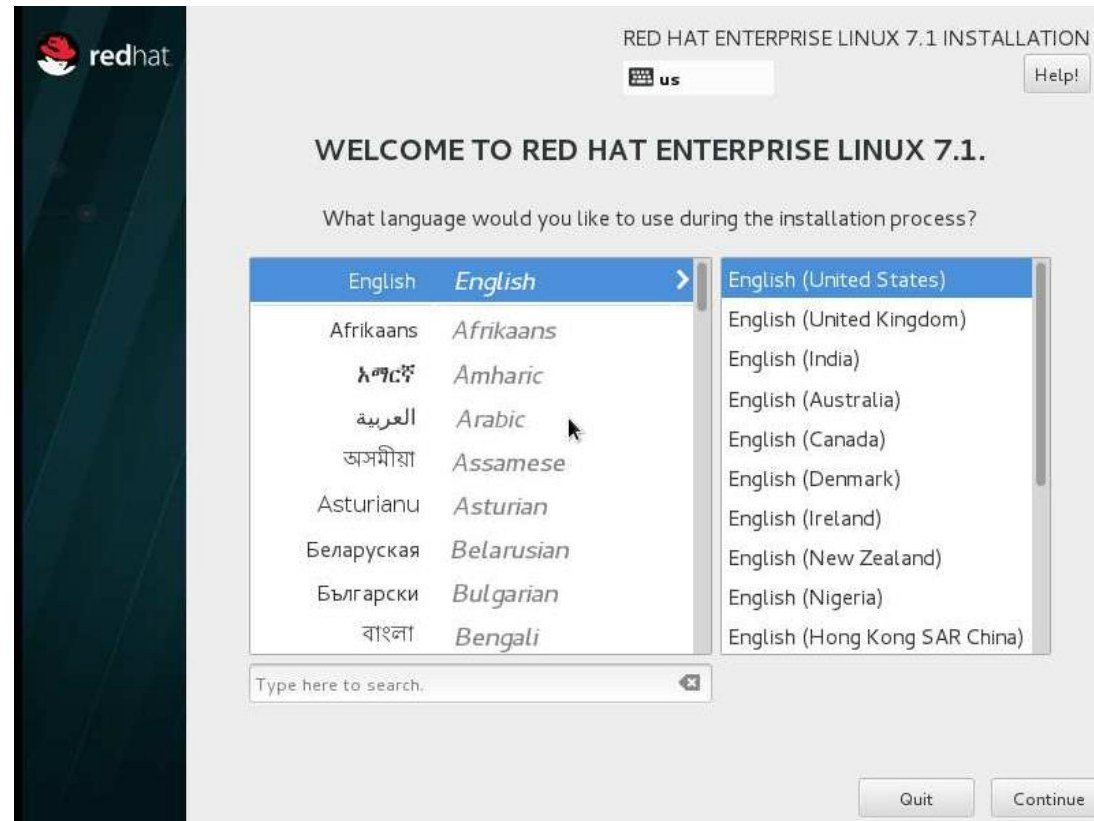 redhat
RED HAT ENTERPRISE LINUX 7.1 INSTALLATION
us
Help!
WELCOME TO RED HAT ENTERPRISE LINUX 7.1.
What language would you like to use during the installation process?
English English
Afrikaans Afrikaans
አማርኛ Amharic
العربية Arabic
অসমীয়া Assamese
Asturianu Asturian
Беларуская Belarusian
Български Bulgarian
বাংলা Bengali
English (United States)
English (United Kingdom)
English (India)
English (Australia)
English (Canada)
English (Denmark)
English (Ireland)
English (New Zealand)
English (Nigeria)
English (Hong Kong SAR China)
Type here to search.
Quit Continue